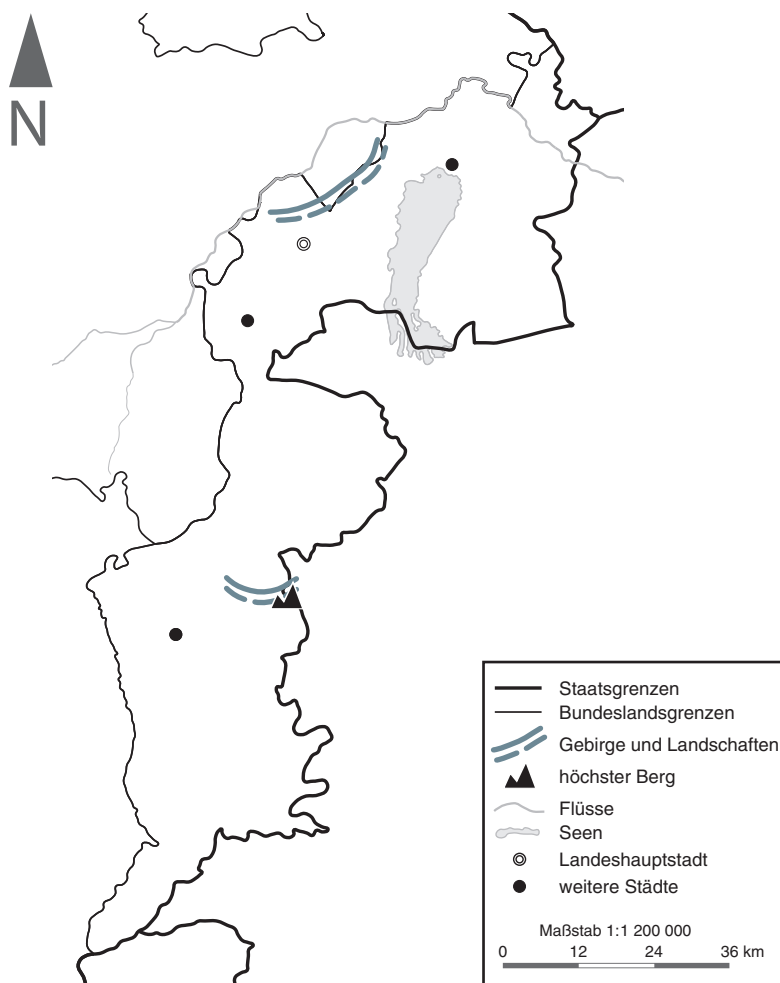 N
Staatsgrenzen
Bundeslandsgrenzen
Gebirge und Landschaften
höchster Berg
Flüsse
Seen
Landeshauptstadt
weitere Städte
Maßstab 1:1 200 000
0 12 24 36 km